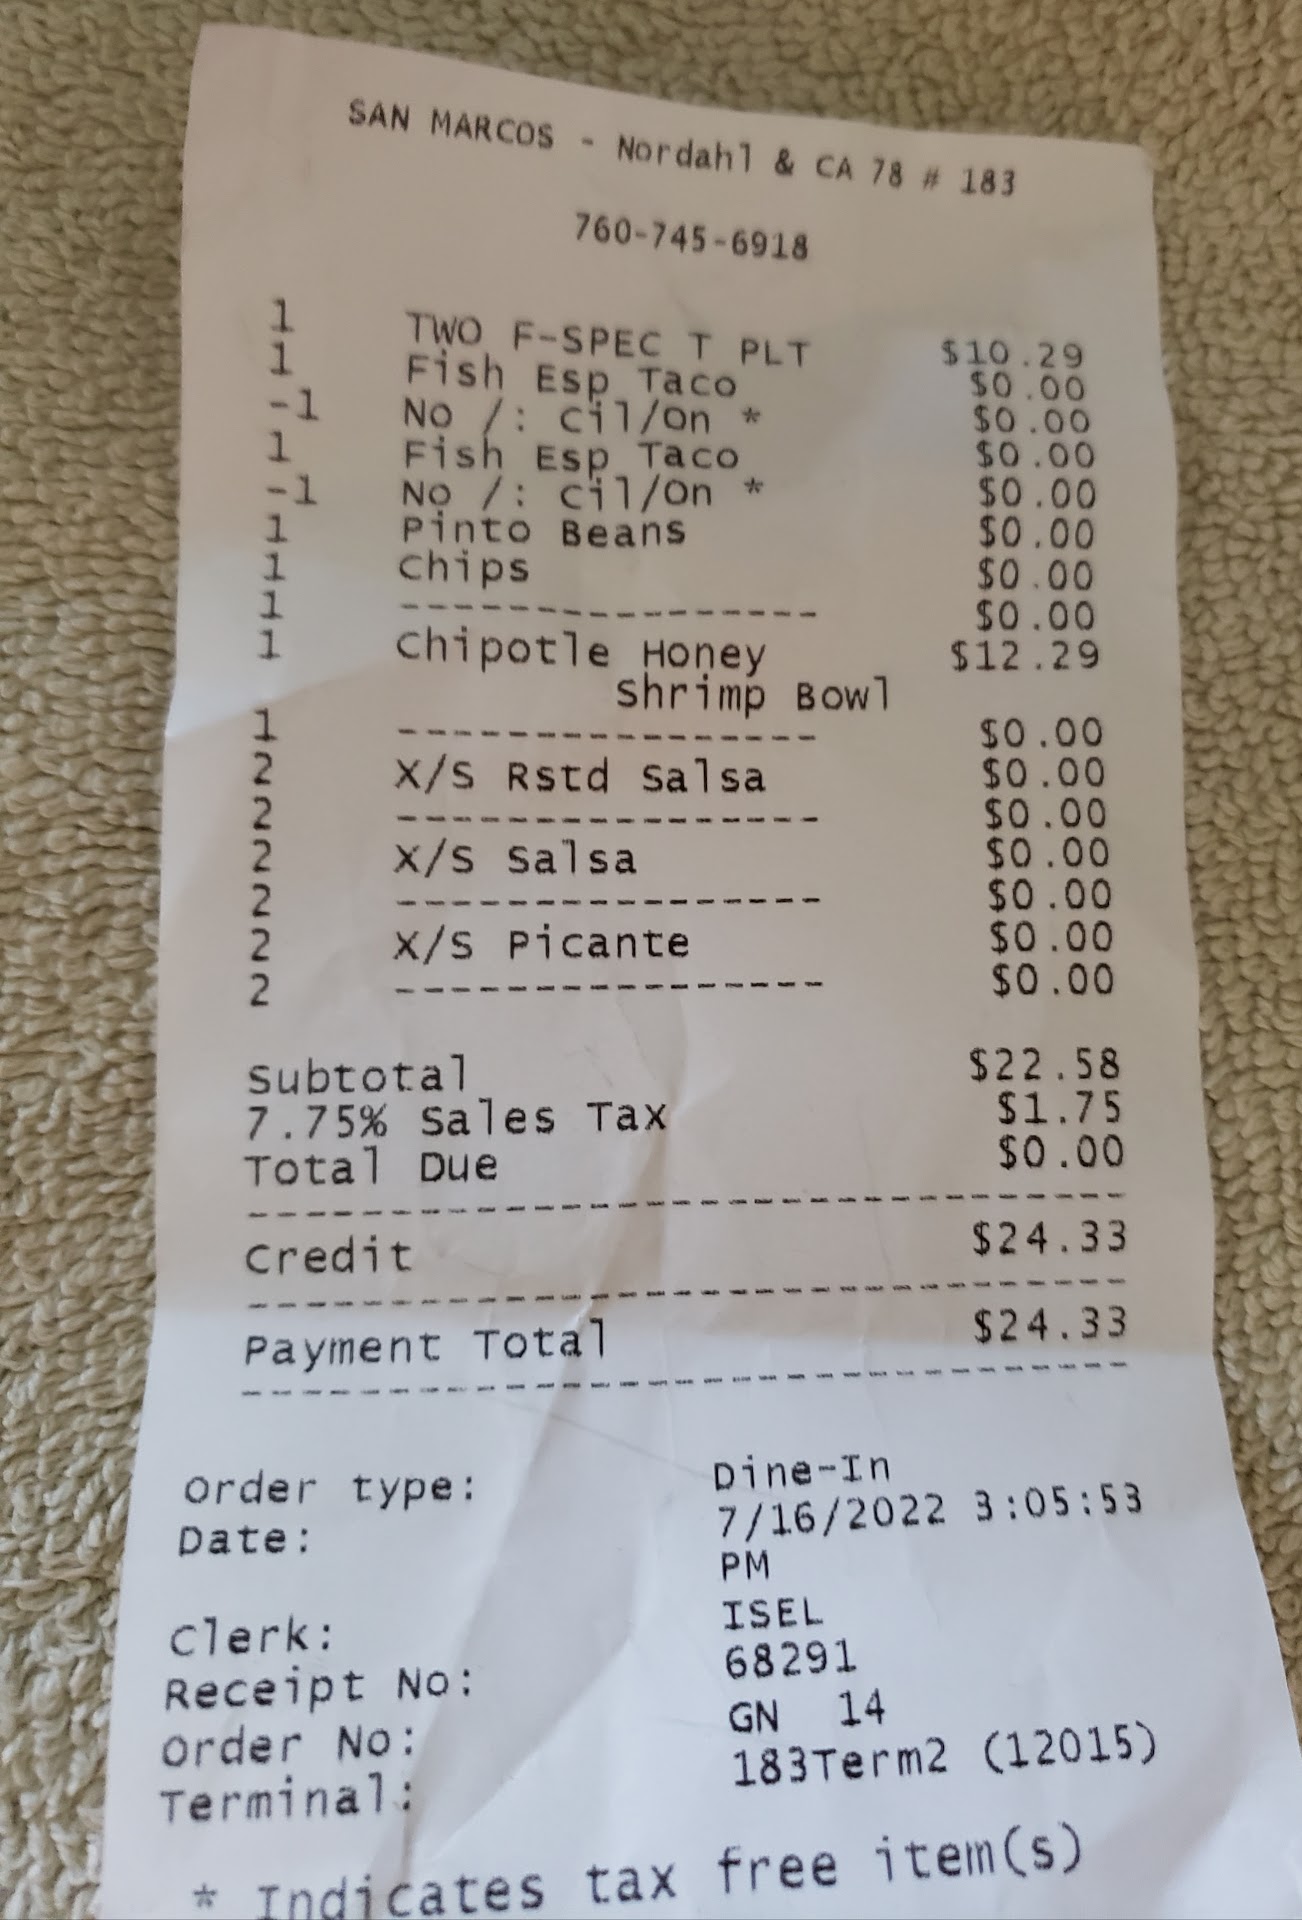 SAN MARCOS - Nordahl & CA 78 # 183
760-745-6918
1 TWO F-SPEC T PLT $10.29
1 Fish Esp Taco $0.00
-1 No /: Cil/On * $0.00
1 Fish Esp Taco $0.00
-1 No /: Cil/On * $0.00
1 Pinto Beans $0.00
1 Chips $0.00
1 ---------------- $0.00
1 Chipotle Honey $12.29
Shrimp Bowl
1 ---------------- $0.00
2 X/S Rstd Salsa $0.00
2 ---------------- $0.00
2 X/S Salsa $0.00
2 ---------------- $0.00
2 X/S Picante $0.00
2 ---------------- $0.00
Subtotal $22.58
7.75% Sales Tax $1.75
Total Due $0.00
--------------------------------
Credit $24.33
--------------------------------
Payment Total $24.33
--------------------------------
Order type: Dine-In
Date: 7/16/2022 3:05:53
PM
Clerk: ISEL
Receipt No: 68291
Order No: GN 14
Terminal: 183Term2 (12015)
* Indicates tax free item(s)